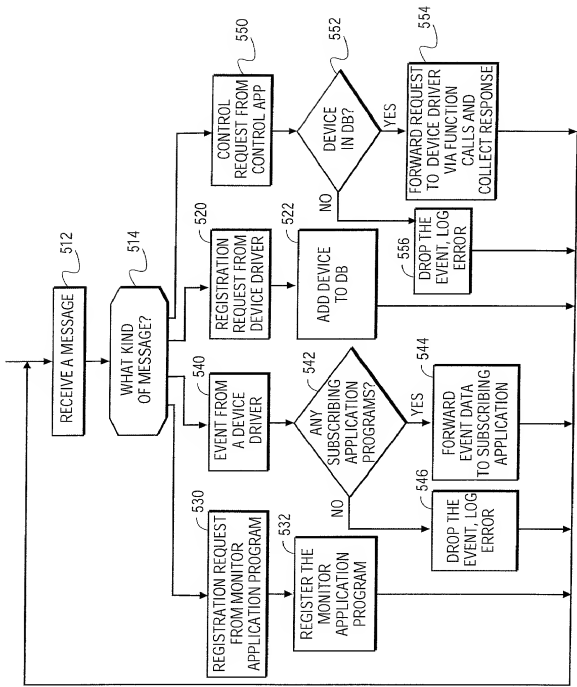 512
RECEIVE A MESSAGE
514
WHAT KIND
OF MESSAGE?
530
REGISTRATION REQUEST
FROM MONITOR
APPLICATION PROGRAM
532
REGISTER THE
MONITOR
APPLICATION
PROGRAM
540
EVENT FROM
A DEVICE
DRIVER
542
ANY
SUBSCRIBING
APPLICATION
PROGRAMS?
NO
YES
546
DROP THE
EVENT, LOG
ERROR
544
FORWARD
EVENT DATA
TO SUBSCRIBING
APPLICATION
520
REGISTRATION
REQUEST FROM
DEVICE DRIVER
522
ADD DEVICE
TO DB
550
CONTROL
REQUEST FROM
CONTROL APP
552
DEVICE
IN DB?
NO
YES
556
DROP THE
EVENT, LOG
ERROR
554
FORWARD REQUEST
TO DEVICE DRIVER
VIA FUNCTION
CALLS AND
COLLECT RESPONSE